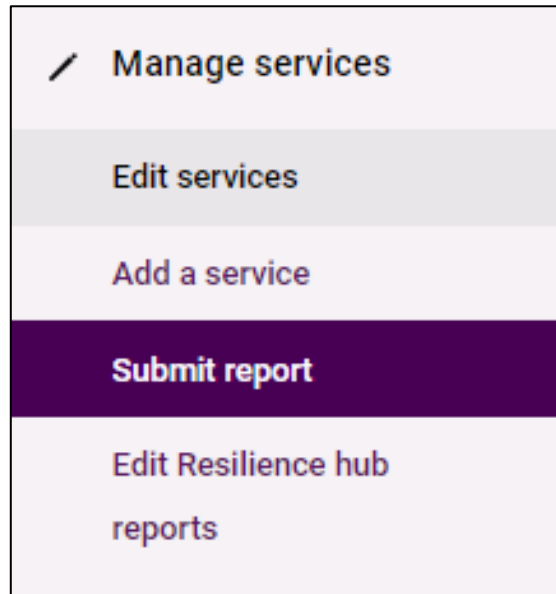 Manage services
Edit services
Add a service
Submit report
Edit Resilience hub
reports